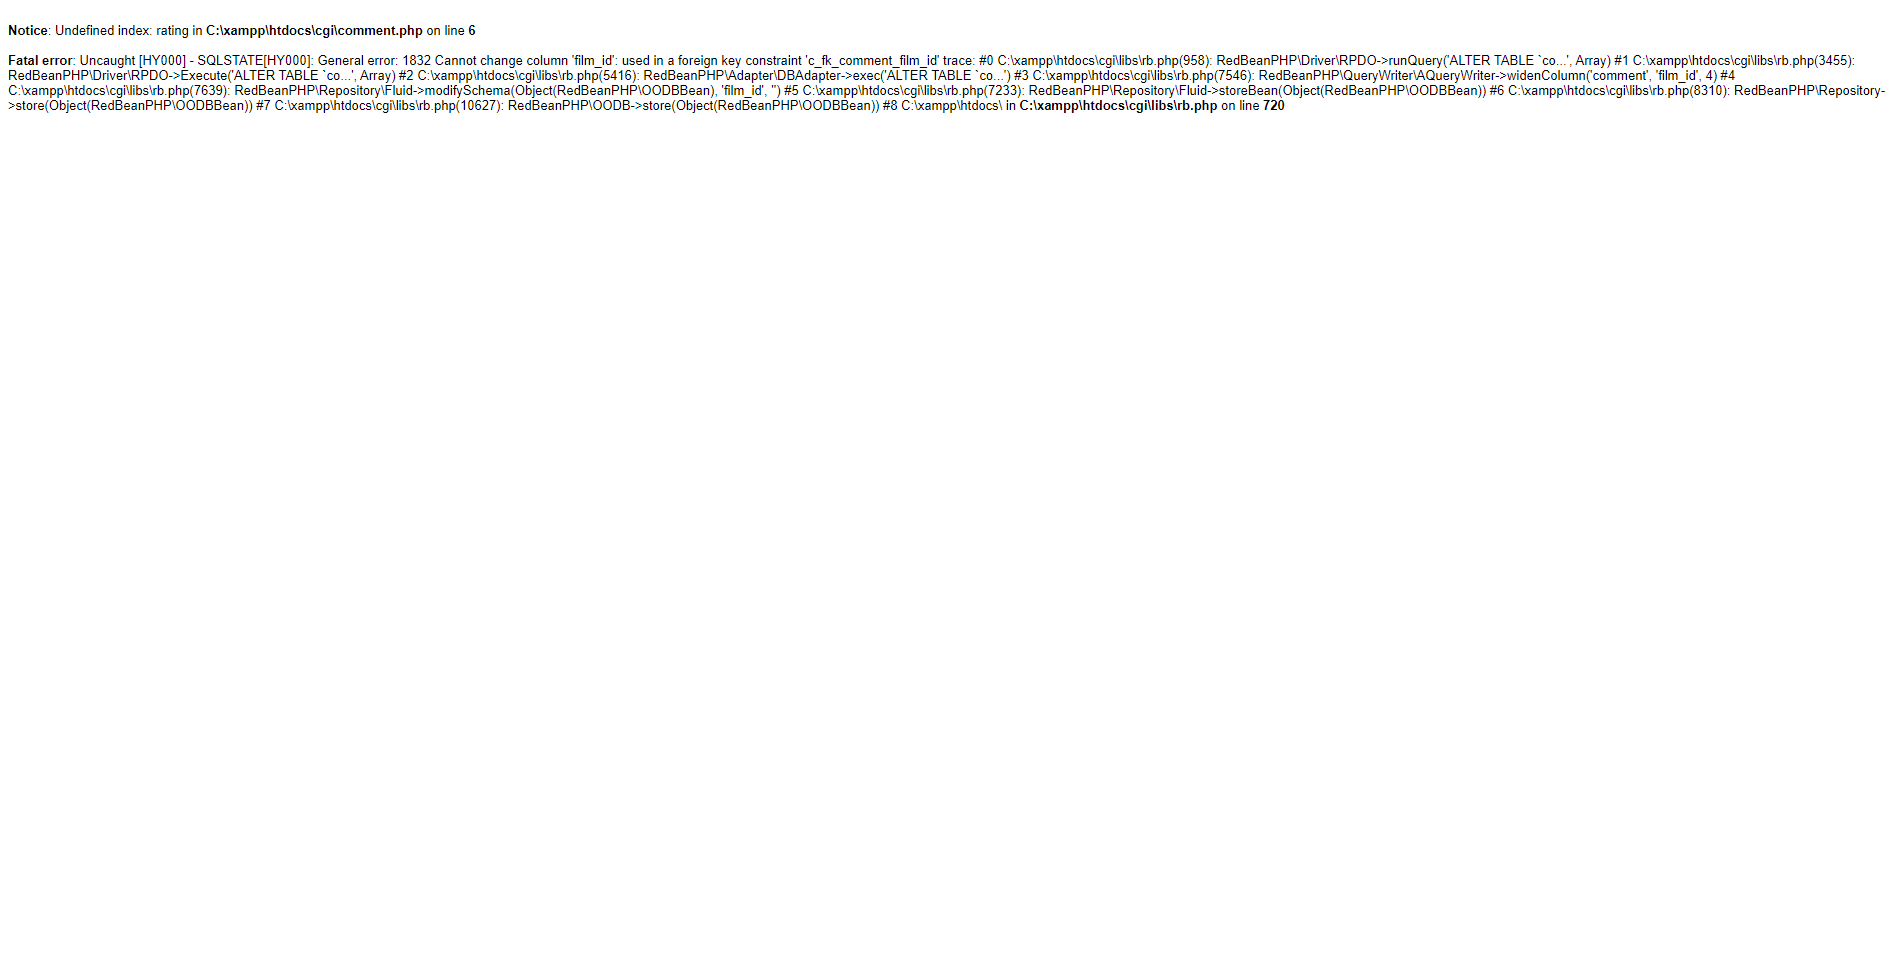 Notice: Undefined index: rating in C:\xampp\htdocs\cgi\comment.php on line 6
Fatal error: Uncaught [HY000] - SQLSTATE[HY000]: General error: 1832 Cannot change column 'film_id': used in a foreign key constraint 'c_fk_comment_film_id' trace: #0 C:\xampp\htdocs\cgi\libs\rb.php(958): RedBeanPHP\Driver\RPDO->runQuery('ALTER TABLE `co...', Array) #1 C:\xampp\htdocs\cgi\libs\rb.php(3455):
RedBeanPHP\Driver\RPDO->Execute('ALTER TABLE `co...', Array) #2 C:\xampp\htdocs\cgi\libs\rb.php(5416): RedBeanPHP\Adapter\DBAdapter->exec('ALTER TABLE `co...') #3 C:\xampp\htdocs\cgi\libs\rb.php(7546): RedBeanPHP\QueryWriter\AQueryWriter->widenColumn('comment', 'film_id', 4) #4
C:\xampp\htdocs\cgi\libs\rb.php(7639): RedBeanPHP\Repository\Fluid->modifySchema(Object(RedBeanPHP\OODBBean), 'film_id', '') #5 C:\xampp\htdocs\cgi\libs\rb.php(7233): RedBeanPHP\Repository\Fluid->storeBean(Object(RedBeanPHP\OODBBean)) #6 C:\xampp\htdocs\cgi\libs\rb.php(8310): RedBeanPHP\Repository-
>store(Object(RedBeanPHP\OODBBean)) #7 C:\xampp\htdocs\cgi\libs\rb.php(10627): RedBeanPHP\OODB->store(Object(RedBeanPHP\OODBBean)) #8 C:\xampp\htdocs\ in C:\xampp\htdocs\cgi\libs\rb.php on line 720